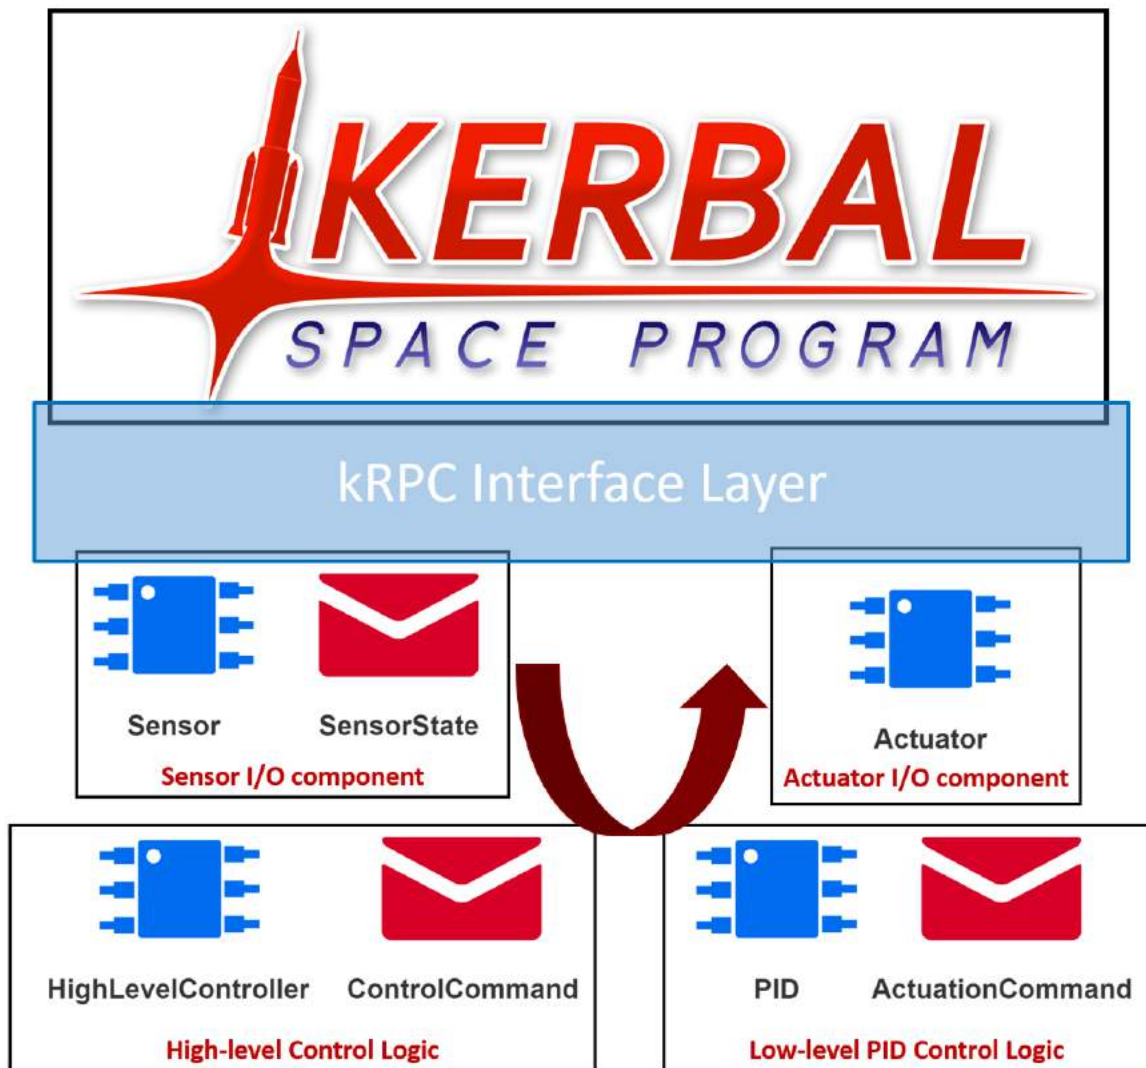 KERBAL
SPACE PROGRAM
kRPC Interface Layer
Sensor SensorState
Sensor I/O component
Actuator
Actuator I/O component
HighLevelController ControlCommand
High-level Control Logic
PID ActuationCommand
Low-level PID Control Logic